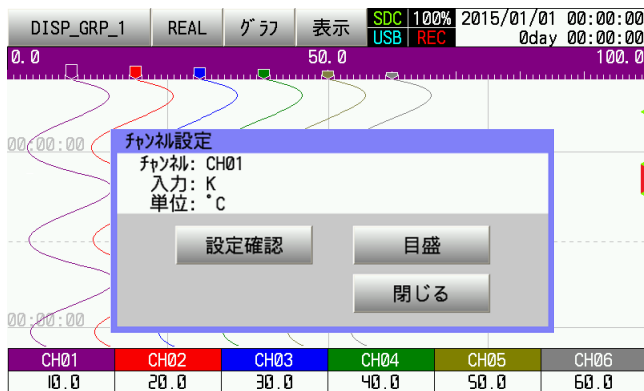 DISP_GRP_1 REAL グラフ 表示 SDC 100% 2015/01/01 00:00:00
USB REC 0day 00:00:00
0.0 50.0 100.0
00:00:00
チャンネル設定
チャンネル: CH01
入力: K
単位: °C
設定確認 目盛
閉じる
00:00:00
CH01 CH02 CH03 CH04 CH05 CH06
10.0 20.0 30.0 40.0 50.0 60.0